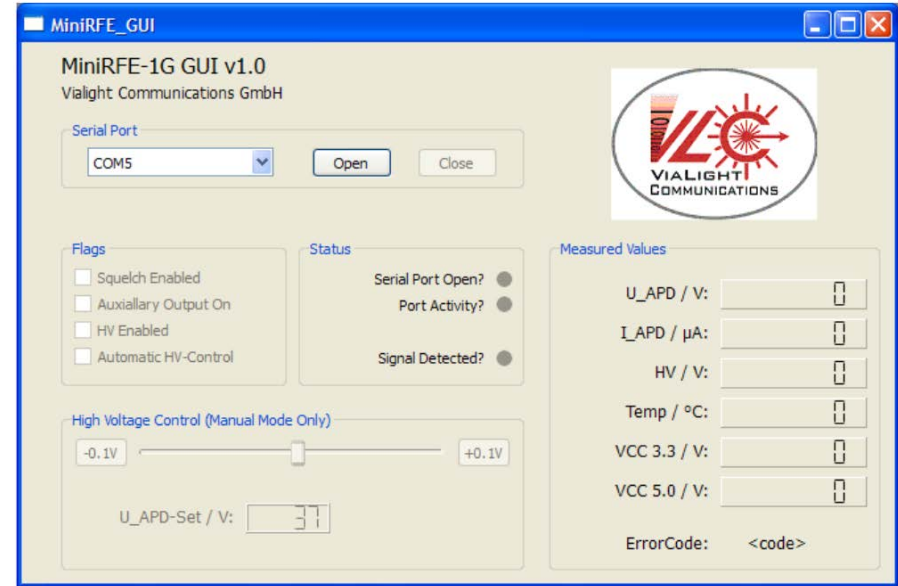 MiniRFE_GUI
MiniRFE-1G GUI v1.0
Vialight Communications GmbH
Serial Port
COM5
Open
Close
VLC
VIALIGHT
COMMUNICATIONS
Flags
Squelch Enabled
Auxiallary Output On
HV Enabled
Automatic HV-Control
Status
Serial Port Open?
Port Activity?
Signal Detected?
High Voltage Control (Manual Mode Only)
-0.1V
+0.1V
U_APD-Set / V: 37
Measured Values
U_APD / V: 0
I_APD / µA: 0
HV / V: 0
Temp / °C: 0
VCC 3.3 / V: 0
VCC 5.0 / V: 0
ErrorCode: <code>